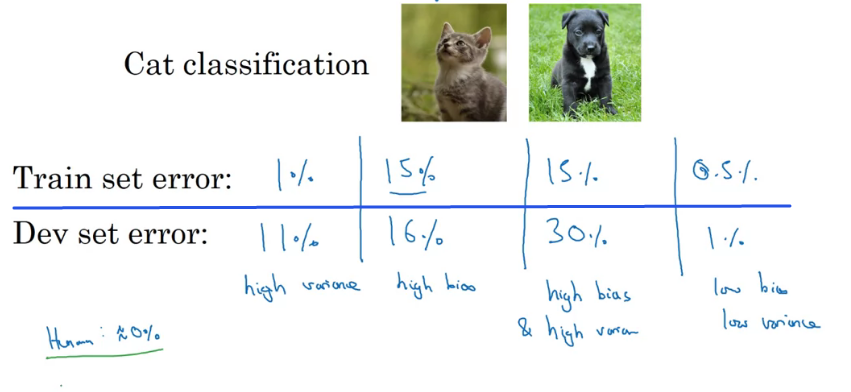 Cat classification
Train set error: 1% 15% 15% 0.5%
Dev set error: 11% 16% 30% 1%
high variance high bias high bias low bias
& high low variance
Human: ≈0%